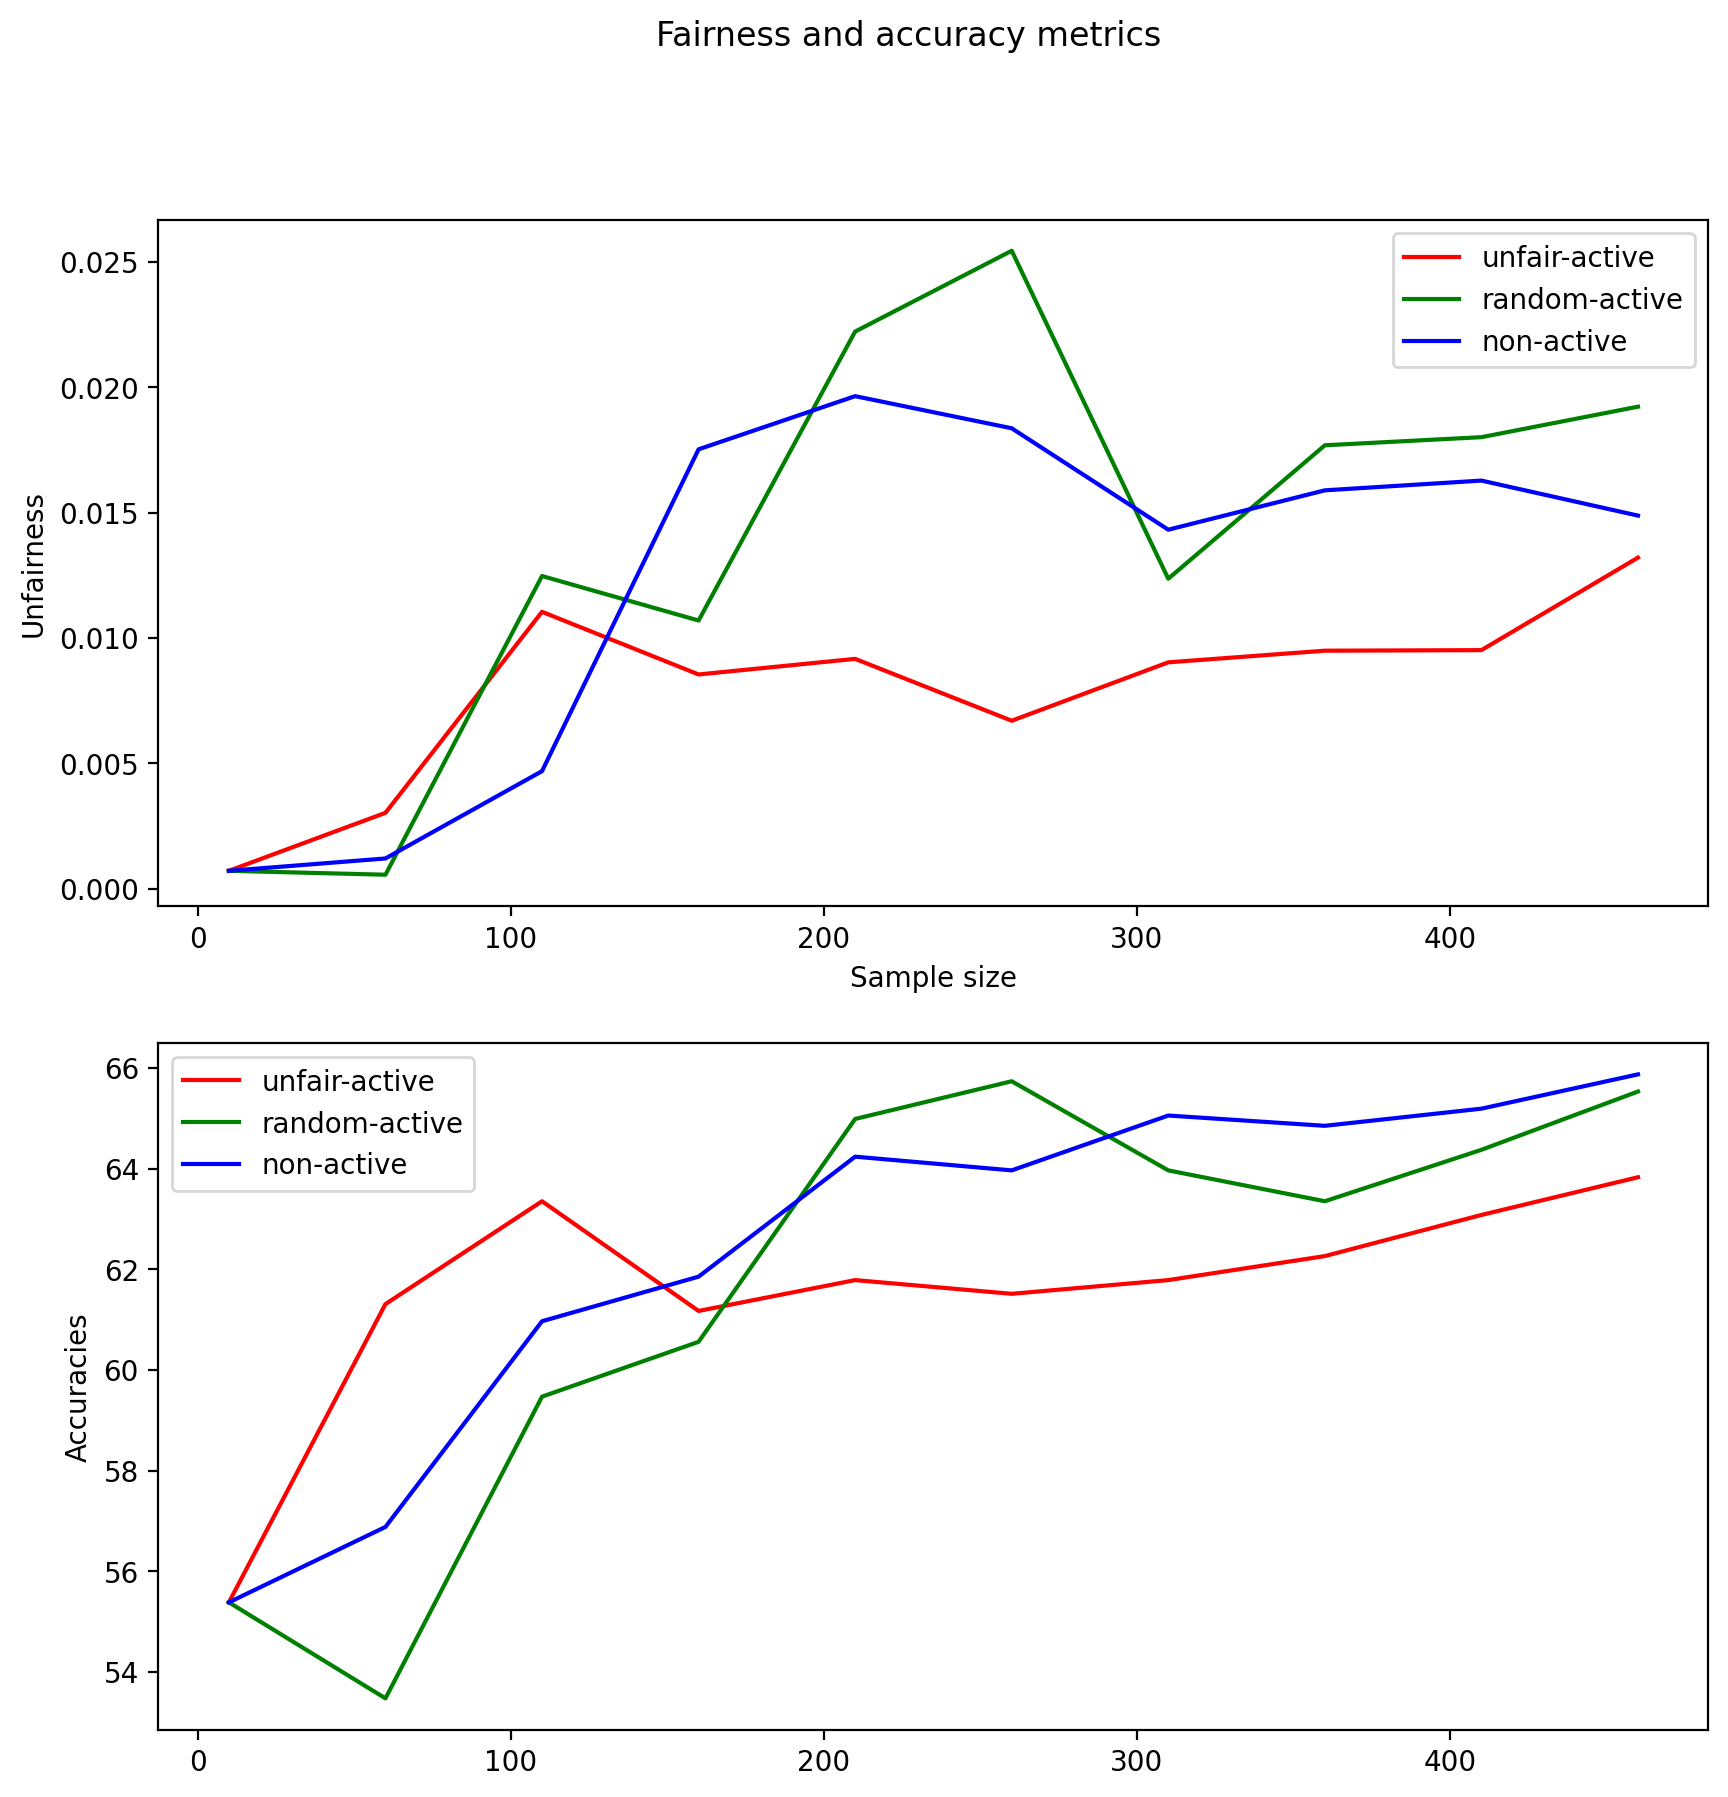 Fairness and accuracy metrics
0.025
0.020
0.015
0.010
0.005
0.000
Unfairness
unfair-active
random-active
non-active
0 100 200 300 400
Sample size
66
64
62
60
58
56
54
Accuracies
unfair-active
random-active
non-active
0 100 200 300 400